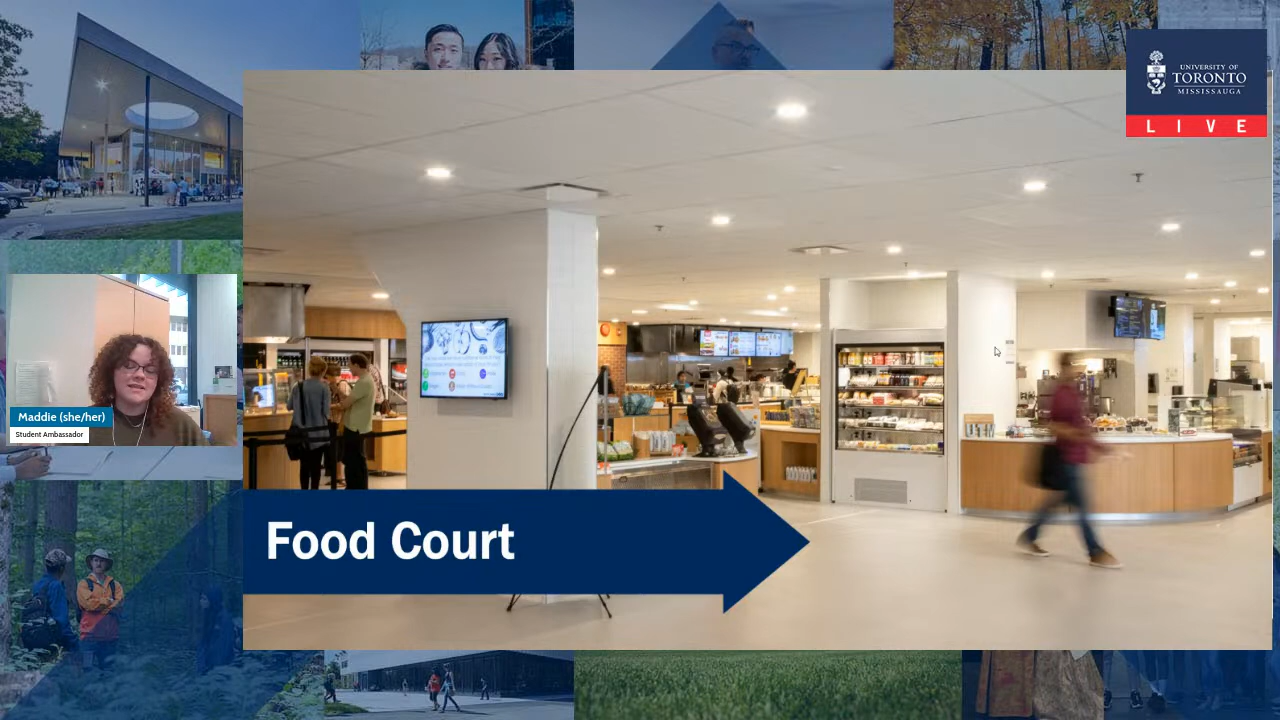 UNIVERSITY OF
TORONTO
MISSISSAUGA
LIVE
Maddie (she/her)
Student Ambassador
Food Court